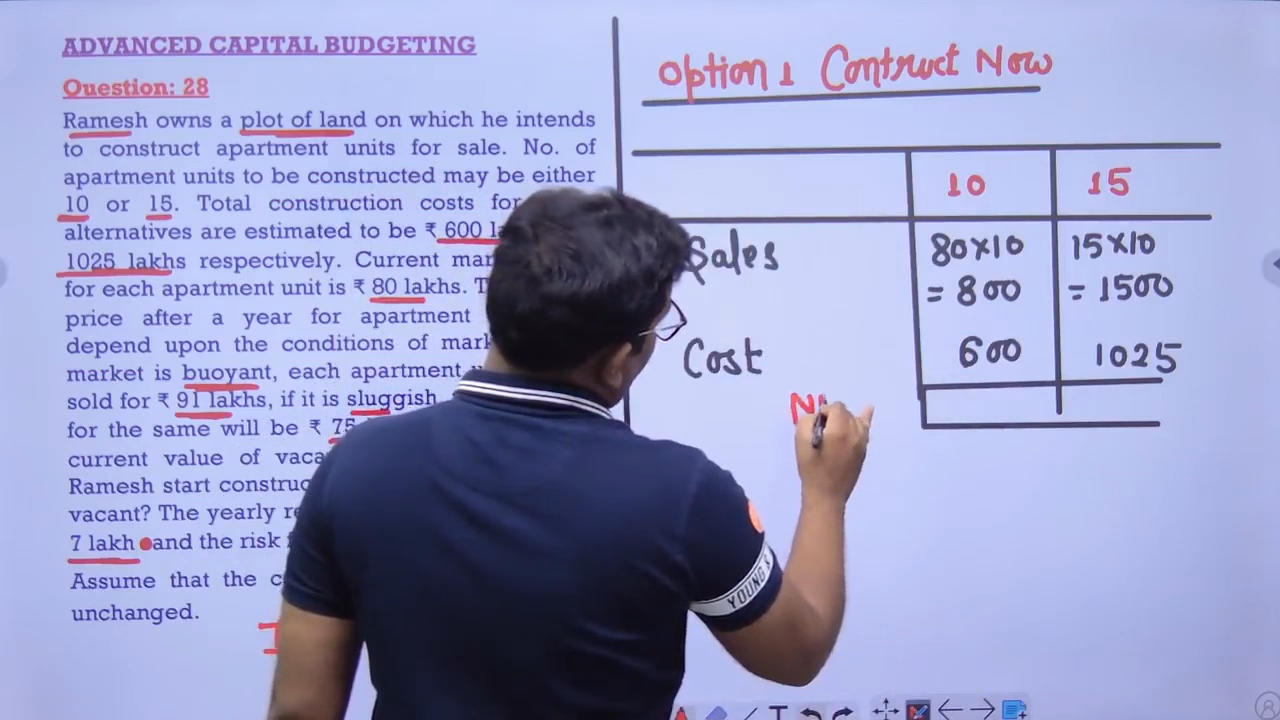 ADVANCED CAPITAL BUDGETING
Question: 28
Ramesh owns a plot of land on which he intends
to construct apartment units for sale. No. of
apartment units to be constructed may be either
10 or 15. Total construction costs for
alternatives are estimated to be ₹ 600
1025 lakhs respectively. Current
for each apartment unit is ₹ 80 lakhs.
price after a year for apartment
depend upon the conditions of
market is buoyant, each apartment
sold for ₹ 91 lakhs, if it is sluggish
for the same will be ₹ 75
current value of
Ramesh start
vacant? The yearly
7 lakh and the risk
Assume that the
unchanged.
Option 1 Contruct Now
10 15
Sales 80×10 15×10
= 800 = 1500
Cost 600 1025
YOUNG